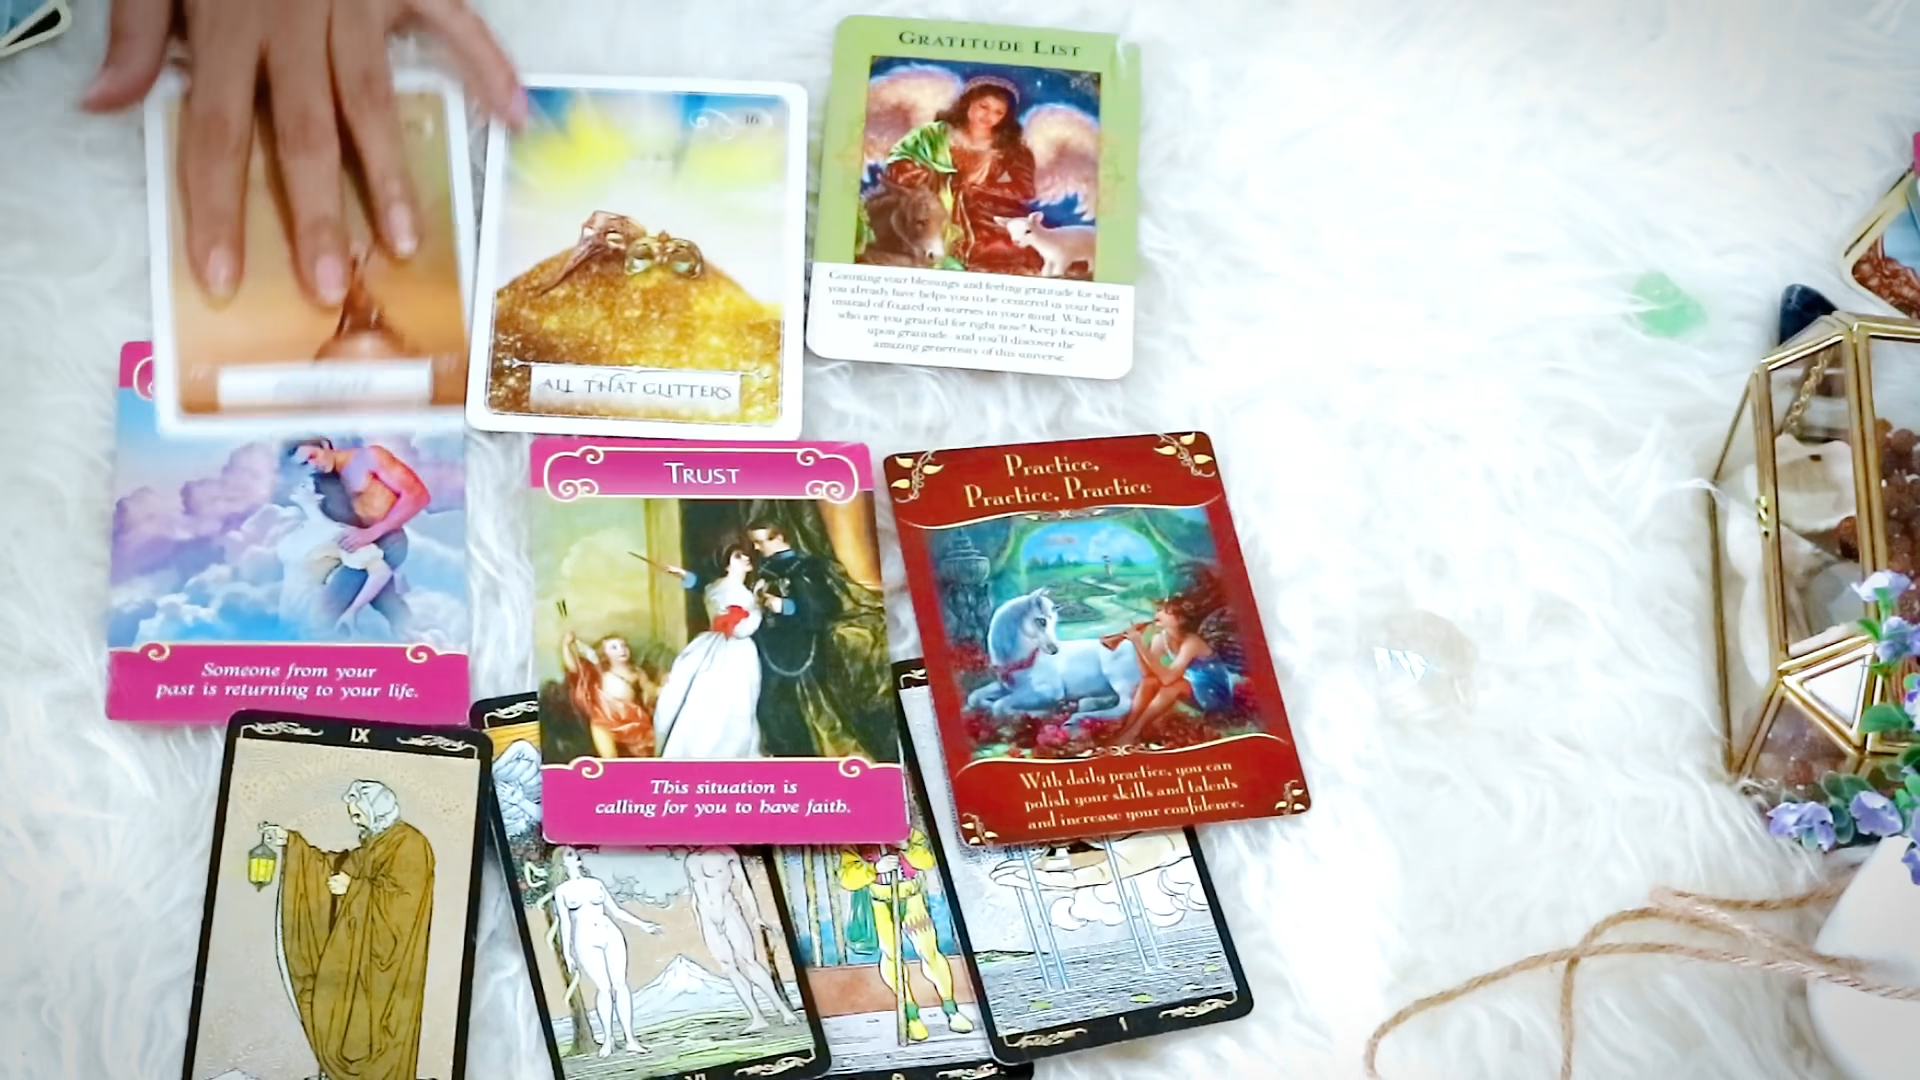 GRATITUDE LIST
Counting your blessings and feeling gratitude for what
you already have helps you to be centered in your heart
instead of fixated on worries in your mind. What and
who are you grateful for right now? Keep focusing
upon gratitude, and you'll discover the
amazing generosity of this universe.
16
ALL THAT GLITTERS
TRUST
This situation is
calling for you to have faith.
Practice,
Practice, Practice
With daily practice, you can
polish your skills and talents
and increase your confidence.
Someone from your
past is returning to your life.
IX
VI
I